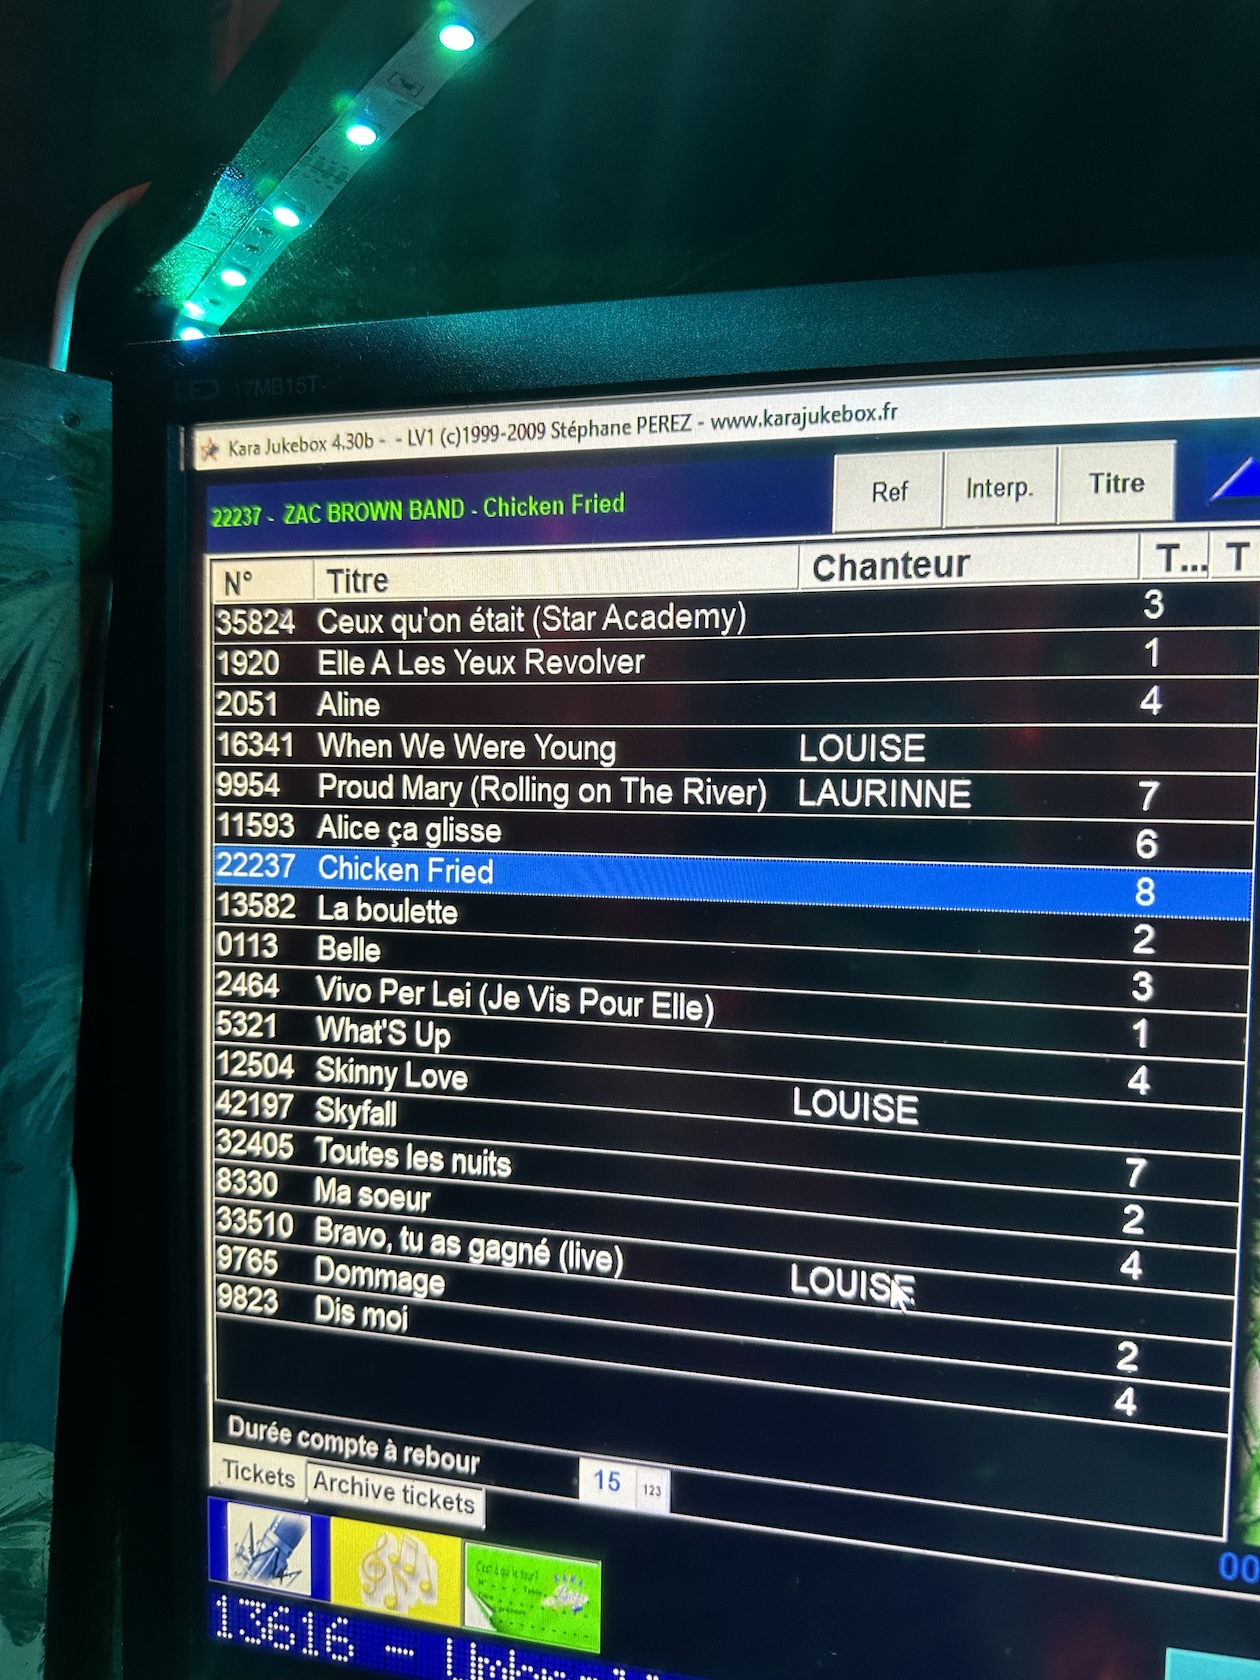 LED 17MB15T
Kara Jukebox 4.30b - - LV1 (c)1999-2009 Stéphane PEREZ - www.karajukebox.fr
22237 - ZAC BROWN BAND - Chicken Fried Ref Interp. Titre
N° Titre Chanteur T... T
35824 Ceux qu'on était (Star Academy) 3
1920 Elle A Les Yeux Revolver 1
2051 Aline 4
16341 When We Were Young LOUISE
9954 Proud Mary (Rolling on The River) LAURINNE 7
11593 Alice ça glisse 6
22237 Chicken Fried 8
13582 La boulette 2
0113 Belle 3
2464 Vivo Per Lei (Je Vis Pour Elle) 1
5321 What'S Up 4
12504 Skinny Love LOUISE
42197 Skyfall 7
32405 Toutes les nuits 2
8330 Ma soeur 4
33510 Bravo, tu as gagné (live) LOUISE
9765 Dommage 2
9823 Dis moi 4
Durée compte à rebour 15 123
Tickets Archive tickets
C'est à qui le tour?
00
13616 -